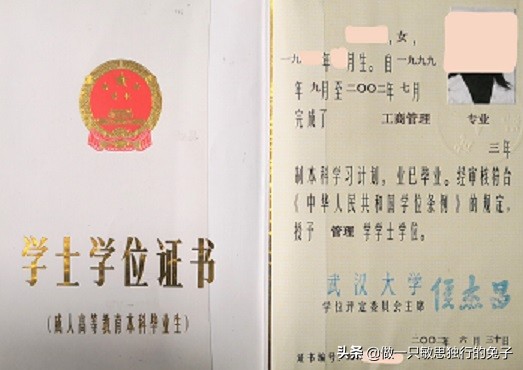 学士学位证书
(成人高等教育本科毕业生)
,女,
一九 年 月生。自一九九九
年九月至二〇〇二年七月
完成了 工商管理 专业
三年
制本科学习计划，业已毕业。经审核符合
《中华人民共和国学位条例》的规定，
授予 管理 学学士学位。
武汉大学 侯杰昌
学位评定委员会主席
二〇〇二年六月三十日
证书编号
头条 @做一只敏思独行的兔子